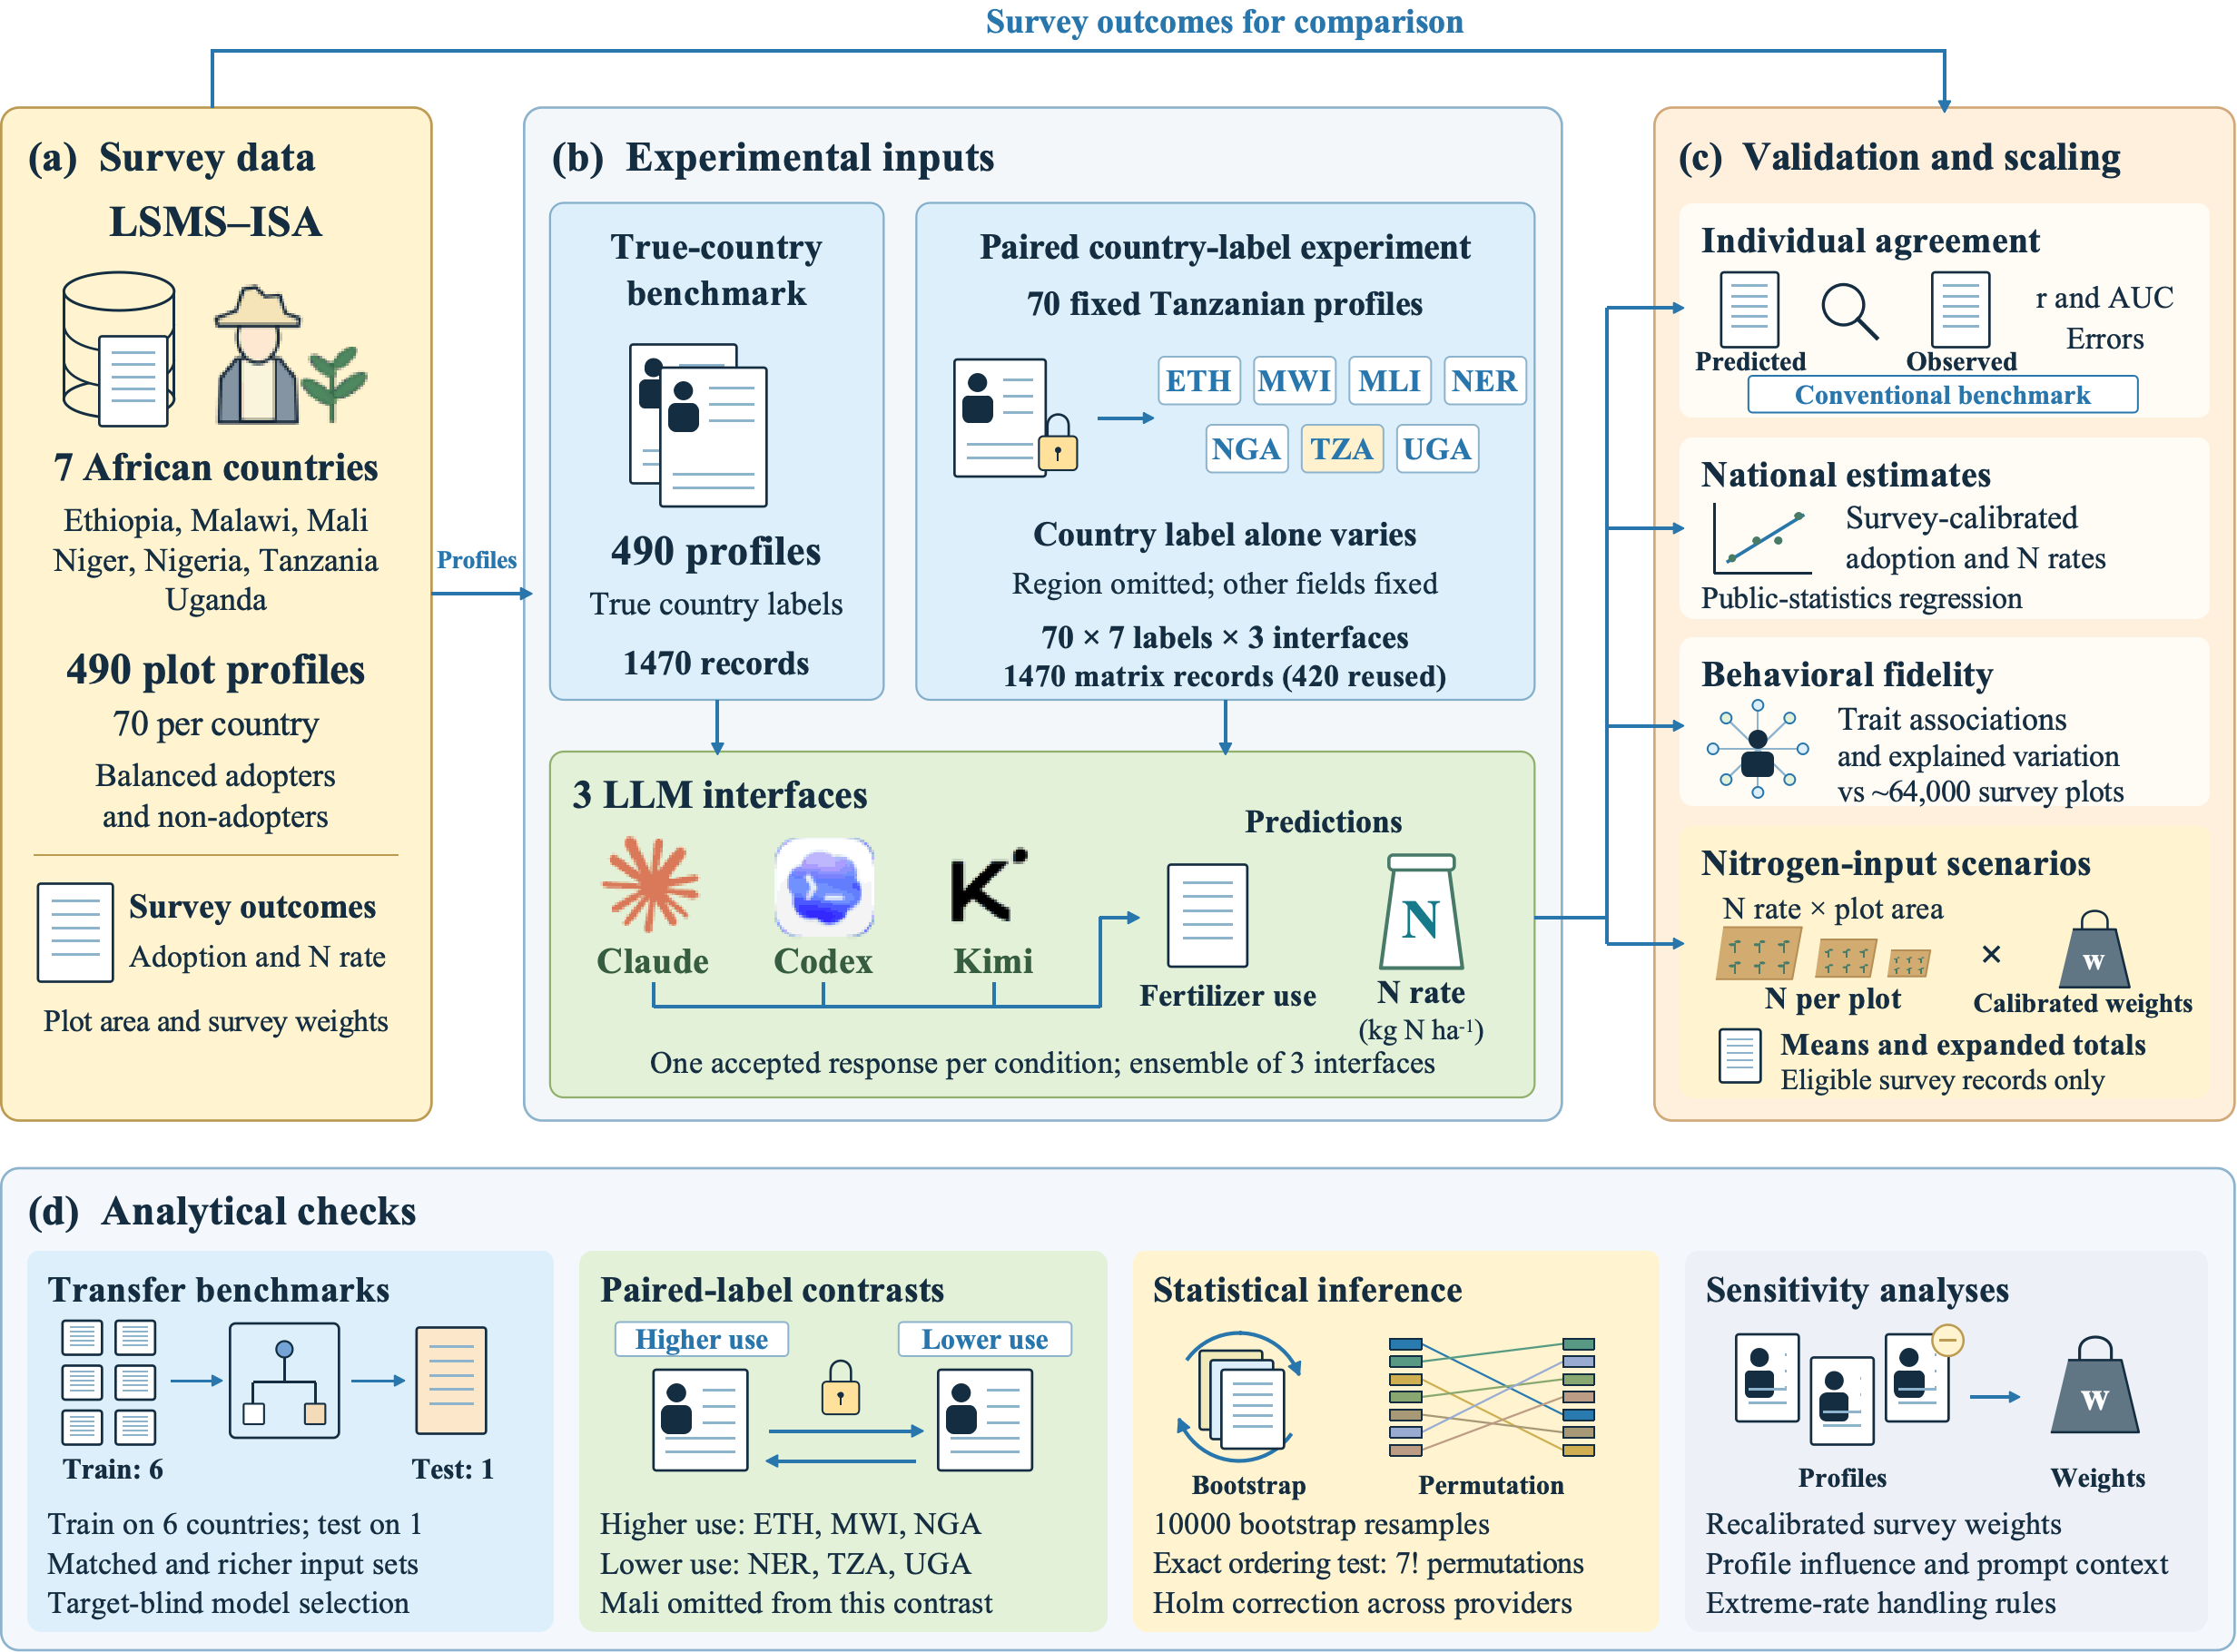 Survey outcomes for comparison
(a) Survey data
LSMS–ISA
7 African countries
Ethiopia, Malawi, Mali
Niger, Nigeria, Tanzania
Uganda
490 plot profiles
70 per country
Balanced adopters
and non-adopters
Survey outcomes
Adoption and N rate
Plot area and survey weights
Profiles
(b) Experimental inputs
True-country
benchmark
490 profiles
True country labels
1470 records
Paired country-label experiment
70 fixed Tanzanian profiles
ETH MWI MLI NER
NGA TZA UGA
Country label alone varies
Region omitted; other fields fixed
70 × 7 labels × 3 interfaces
1470 matrix records (420 reused)
3 LLM interfaces
Claude Codex Kimi
Predictions
Fertilizer use
N
N rate
(kg N ha⁻¹)
One accepted response per condition; ensemble of 3 interfaces
(c) Validation and scaling
Individual agreement
Predicted Observed
r and AUC
Errors
Conventional benchmark
National estimates
Survey-calibrated
adoption and N rates
Public-statistics regression
Behavioral fidelity
Trait associations
and explained variation
vs ~64,000 survey plots
Nitrogen-input scenarios
N rate × plot area
× w
N per plot Calibrated weights
Means and expanded totals
Eligible survey records only
(d) Analytical checks
Transfer benchmarks
Train: 6 Test: 1
Train on 6 countries; test on 1
Matched and richer input sets
Target-blind model selection
Paired-label contrasts
Higher use Lower use
Higher use: ETH, MWI, NGA
Lower use: NER, TZA, UGA
Mali omitted from this contrast
Statistical inference
Bootstrap Permutation
10000 bootstrap resamples
Exact ordering test: 7! permutations
Holm correction across providers
Sensitivity analyses
w
Profiles Weights
Recalibrated survey weights
Profile influence and prompt context
Extreme-rate handling rules